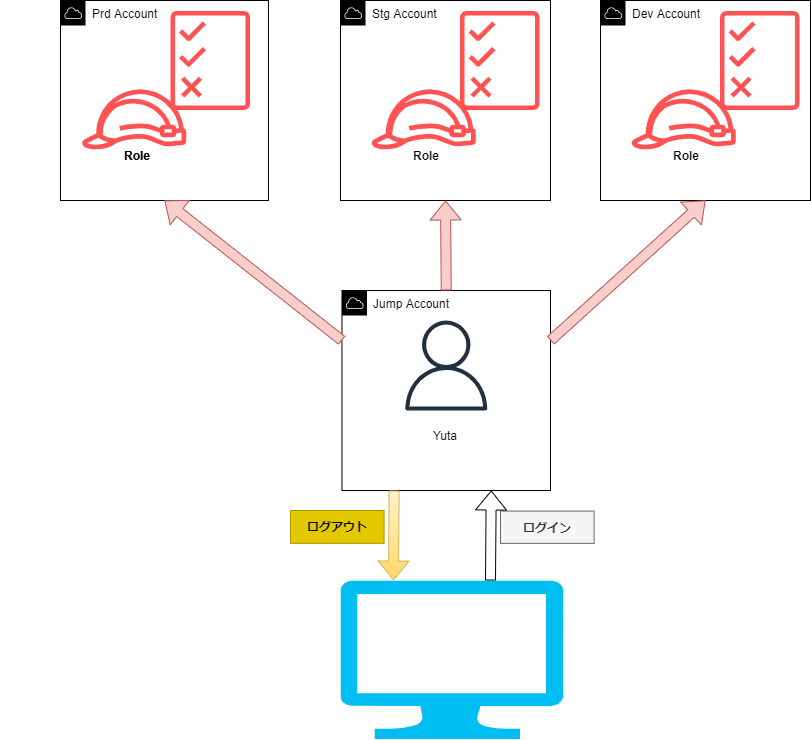 Prd Account
Stg Account
Dev Account
Role
Role
Role
Jump Account
Yuta
ログアウト
ログイン